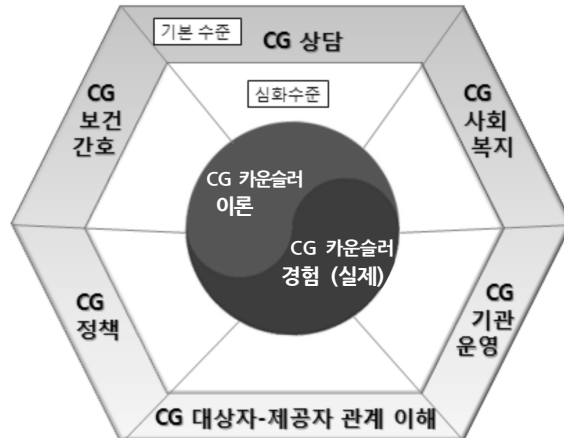 기본 수준
CG 상담
심화수준
CG
보건
간호
CG
사회
복지
CG 카운슬러
이론
CG 카운슬러
경험 (실제)
CG
정책
CG
기관
운영
CG 대상자-제공자 관계 이해